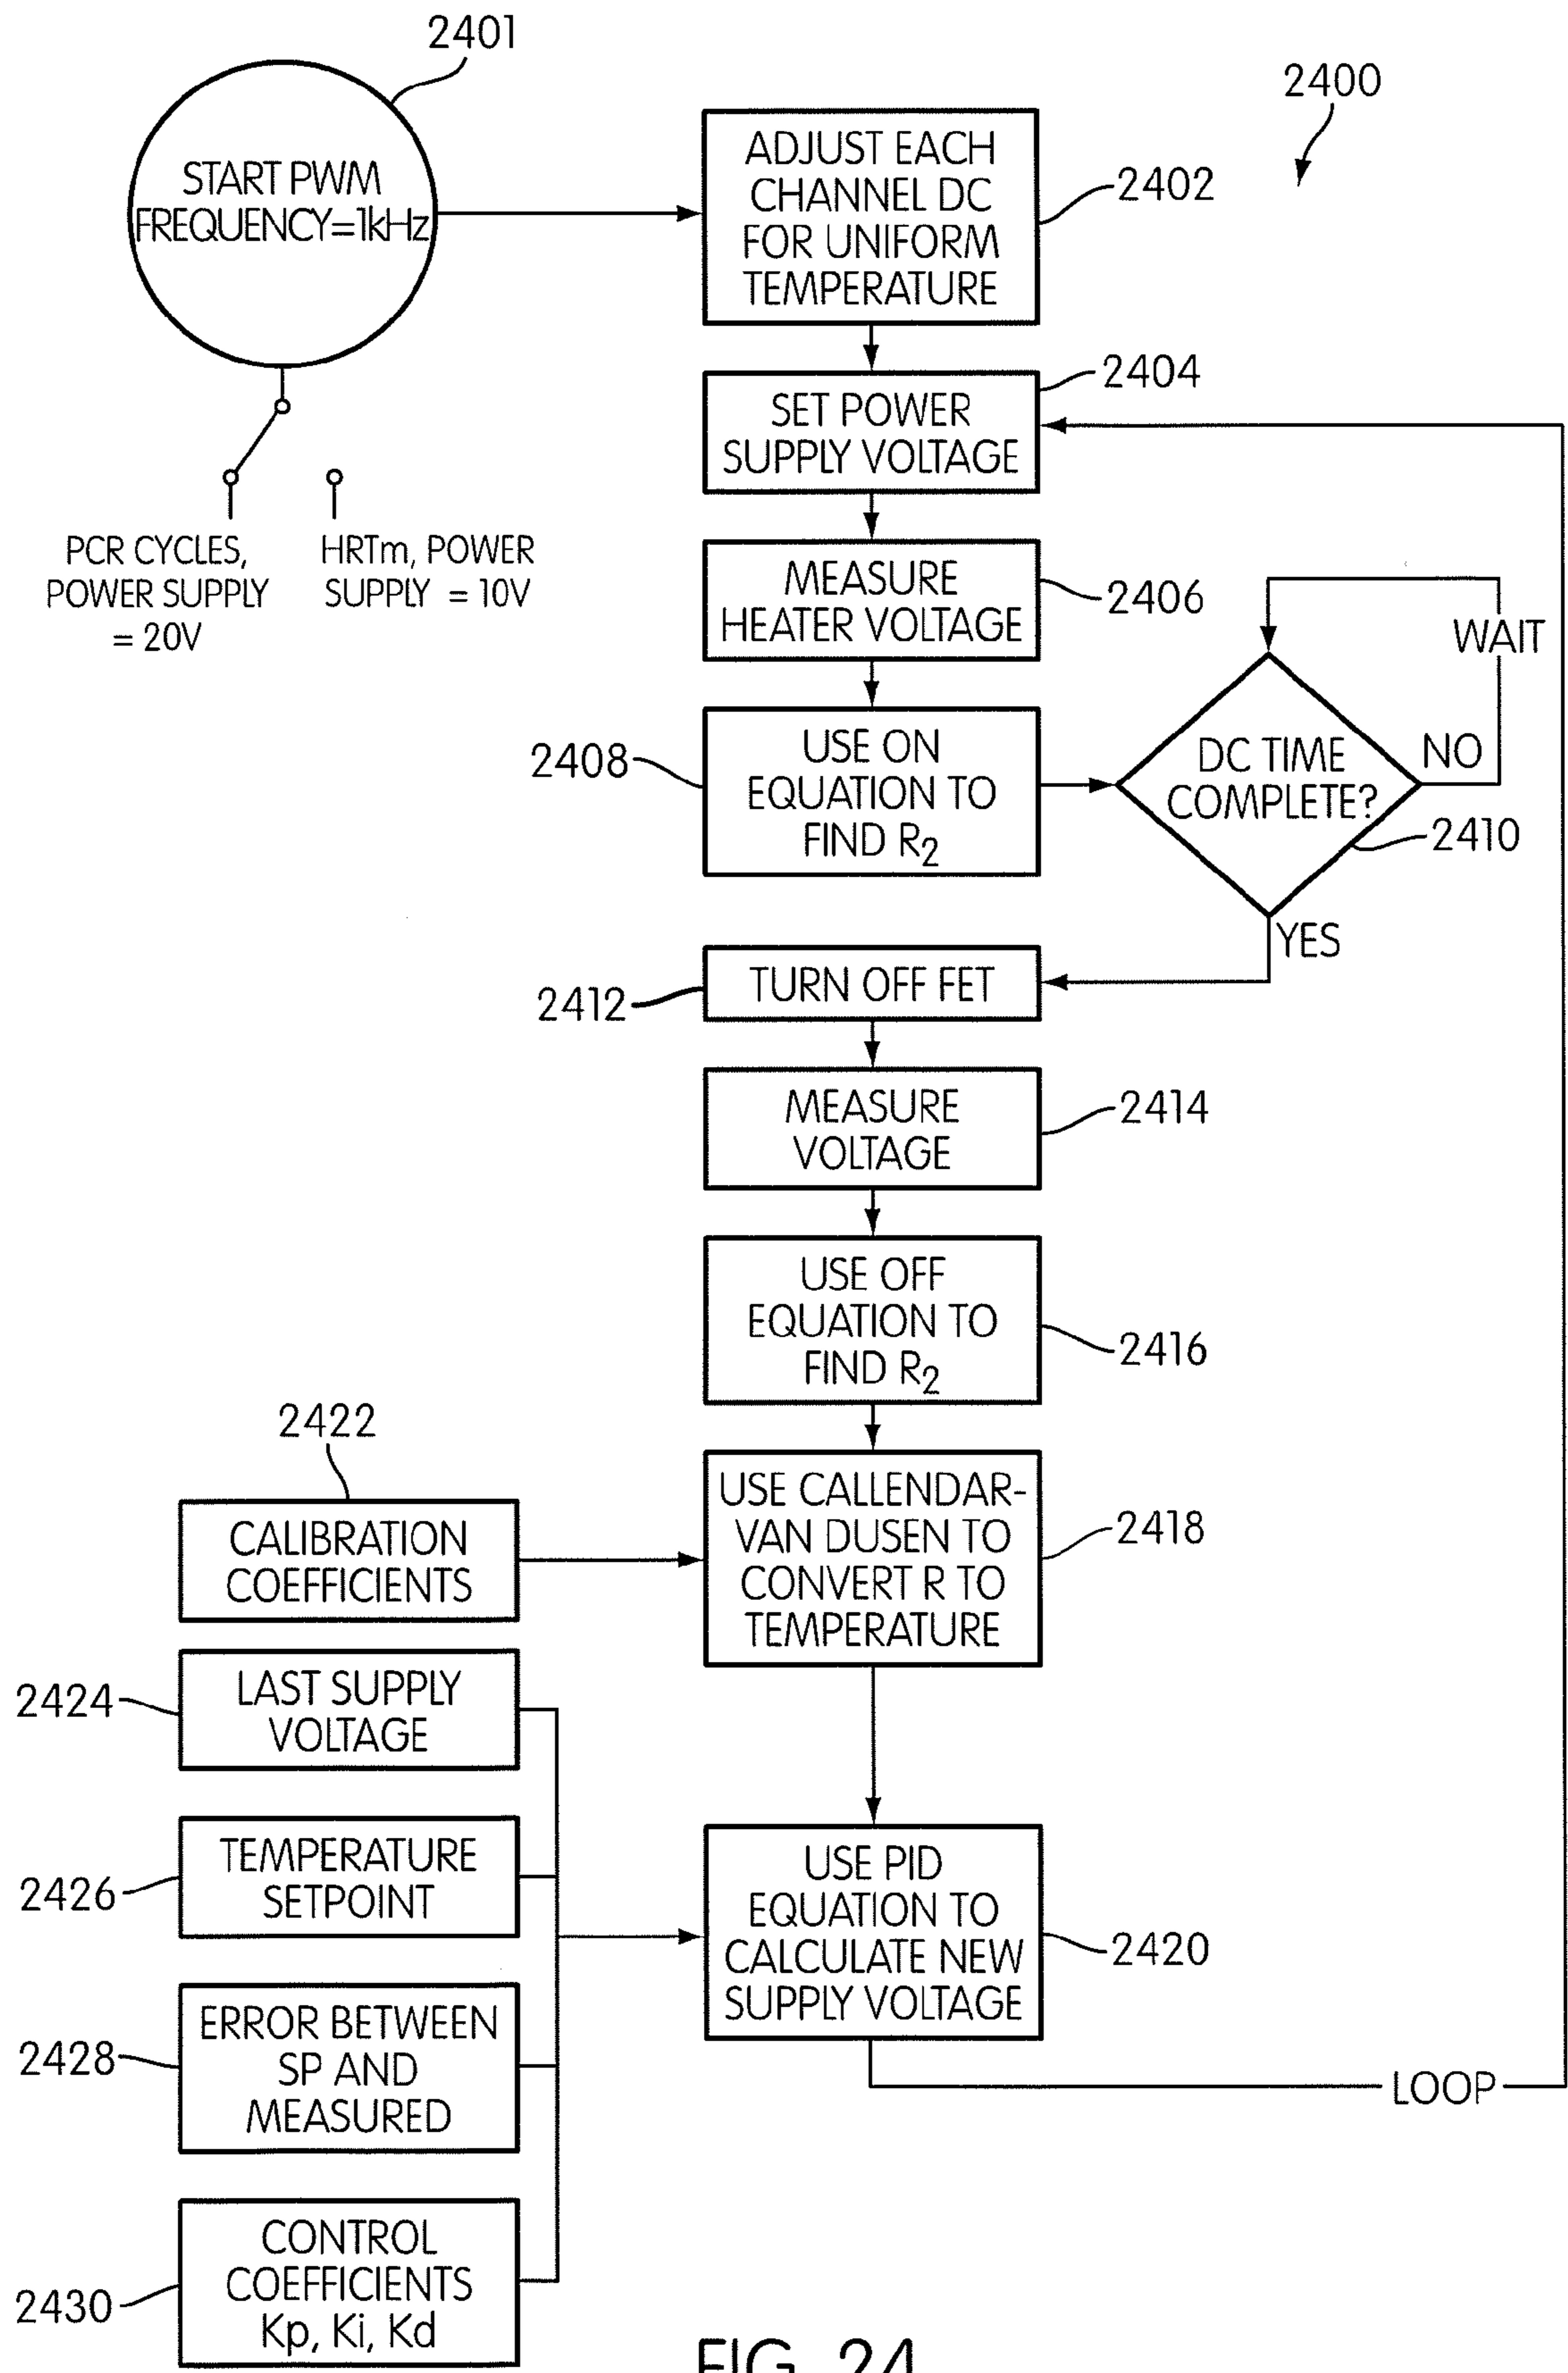 2401
2400
START PWM
FREQUENCY=1kHz
ADJUST EACH
CHANNEL DC
FOR UNIFORM
TEMPERATURE
2402
2404
SET POWER
SUPPLY VOLTAGE
PCR CYCLES,
POWER SUPPLY
= 20V
HRTm, POWER
SUPPLY = 10V
MEASURE
HEATER VOLTAGE
2406
WAIT
2408
USE ON
EQUATION TO
FIND R2
DC TIME
COMPLETE?
NO
2410
YES
2412
TURN OFF FET
MEASURE
VOLTAGE
2414
USE OFF
EQUATION TO
FIND R2
2416
2422
CALIBRATION
COEFFICIENTS
USE CALLENDAR-
VAN DUSEN TO
CONVERT R TO
TEMPERATURE
2418
2424
LAST SUPPLY
VOLTAGE
2426
TEMPERATURE
SETPOINT
USE PID
EQUATION TO
CALCULATE NEW
SUPPLY VOLTAGE
2420
2428
ERROR BETWEEN
SP AND
MEASURED
LOOP
2430
CONTROL
COEFFICIENTS
Kp, Ki, Kd
FIG. 24